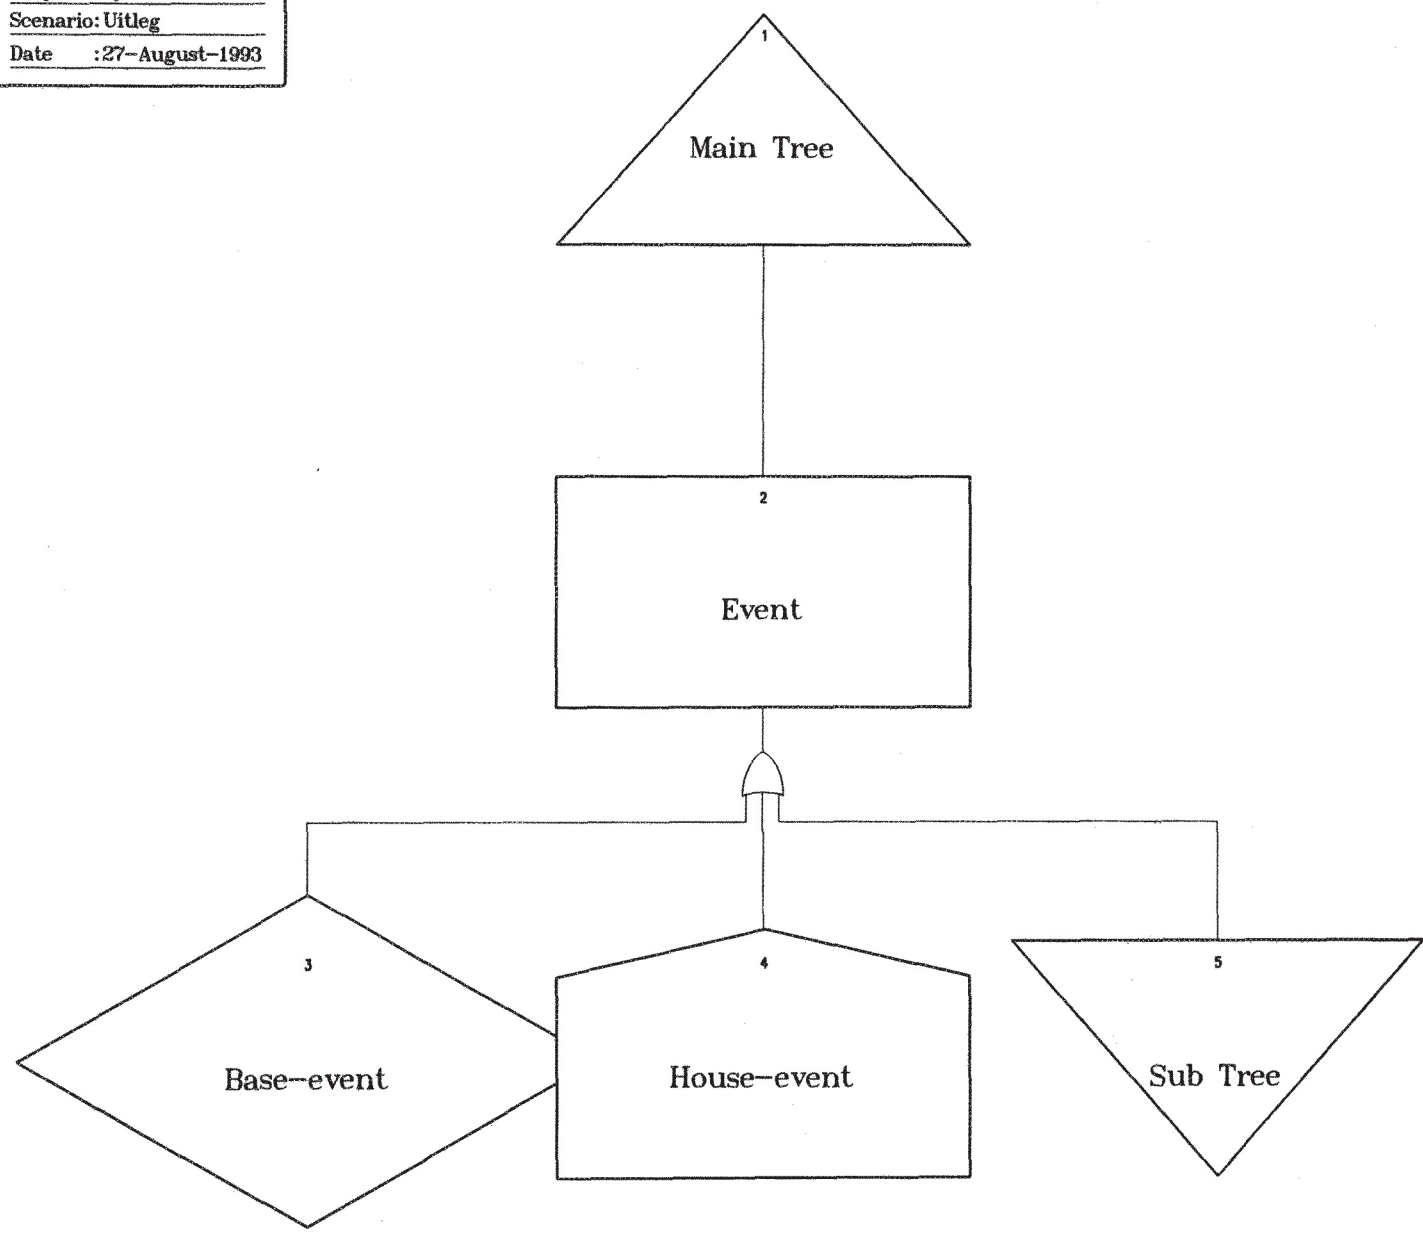 Scenario: Uitleg
Date :27-August-1993
1
Main Tree
2
Event
3
Base-event
4
House-event
5
Sub Tree